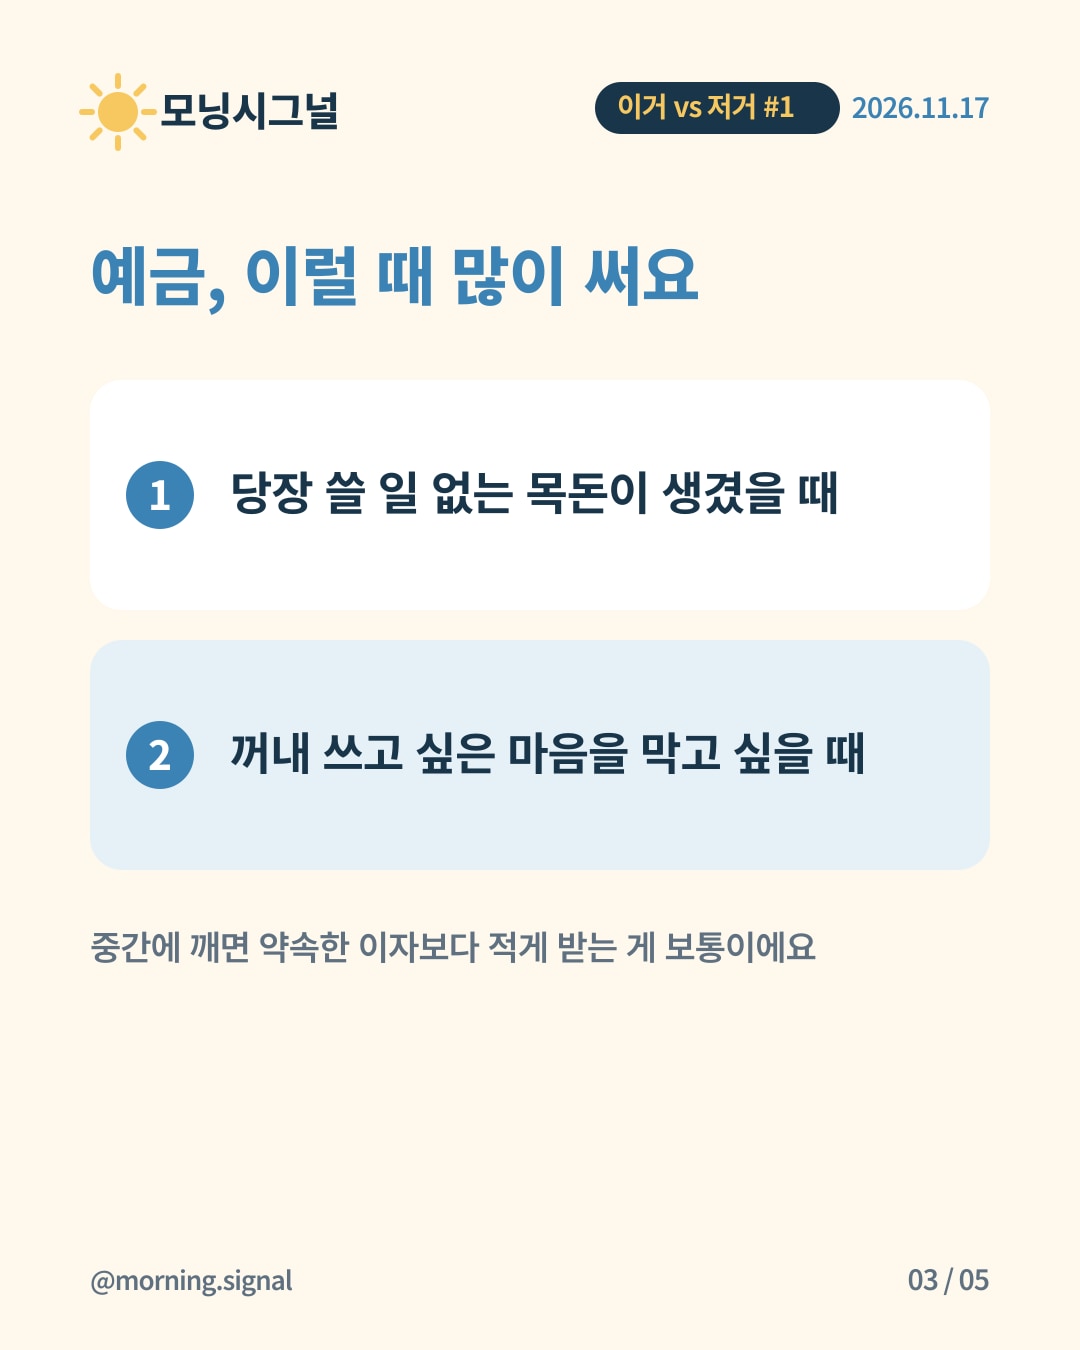 모닝시그널
이거 vs 저거 #1
2026.11.17
예금, 이럴 때 많이 써요
1 당장 쓸 일 없는 목돈이 생겼을 때
2 꺼내 쓰고 싶은 마음을 막고 싶을 때
중간에 깨면 약속한 이자보다 적게 받는 게 보통이에요
@morning.signal
03 / 05